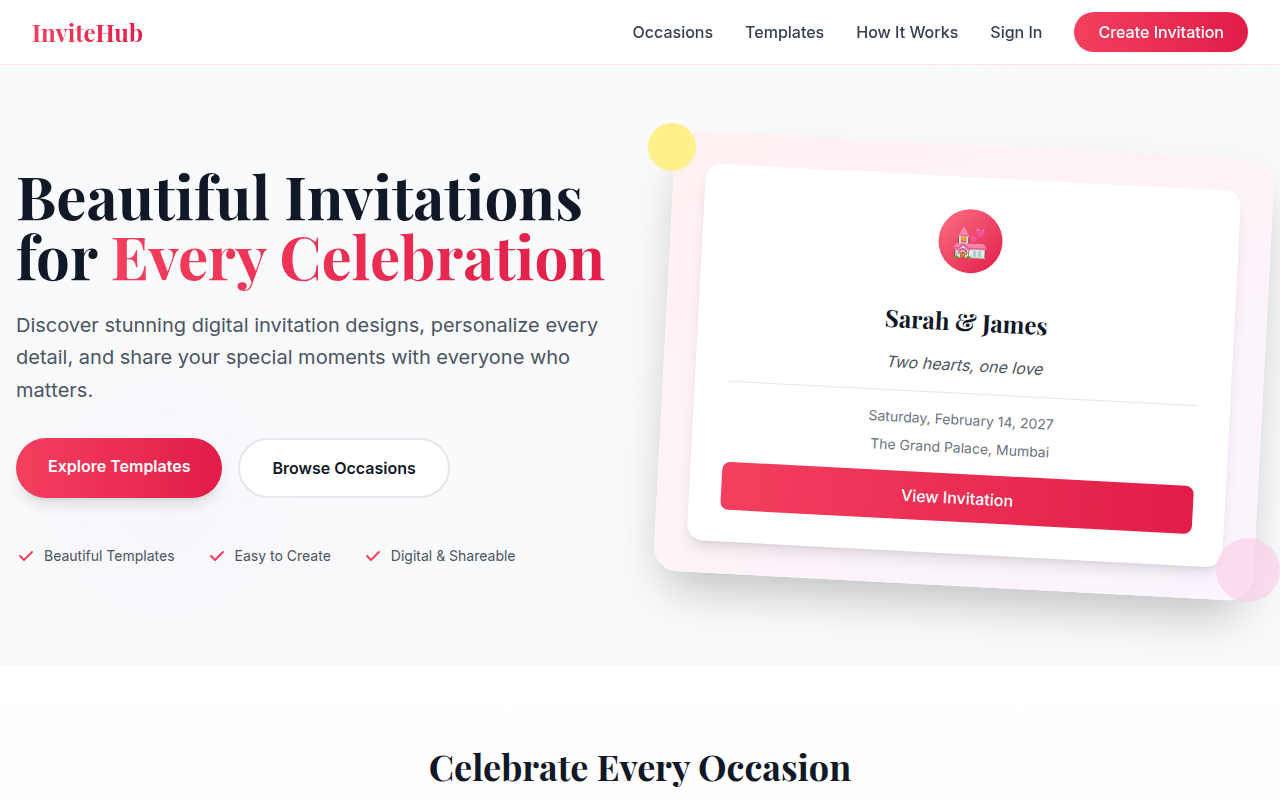 InviteHub
Occasions
Templates
How It Works
Sign In
Create Invitation
Beautiful Invitations
for Every Celebration
Discover stunning digital invitation designs, personalize every
detail, and share your special moments with everyone who
matters.
Explore Templates
Browse Occasions
Beautiful Templates
Easy to Create
Digital & Shareable
Sarah & James
Two hearts, one love
Saturday, February 14, 2027
The Grand Palace, Mumbai
View Invitation
Celebrate Every Occasion